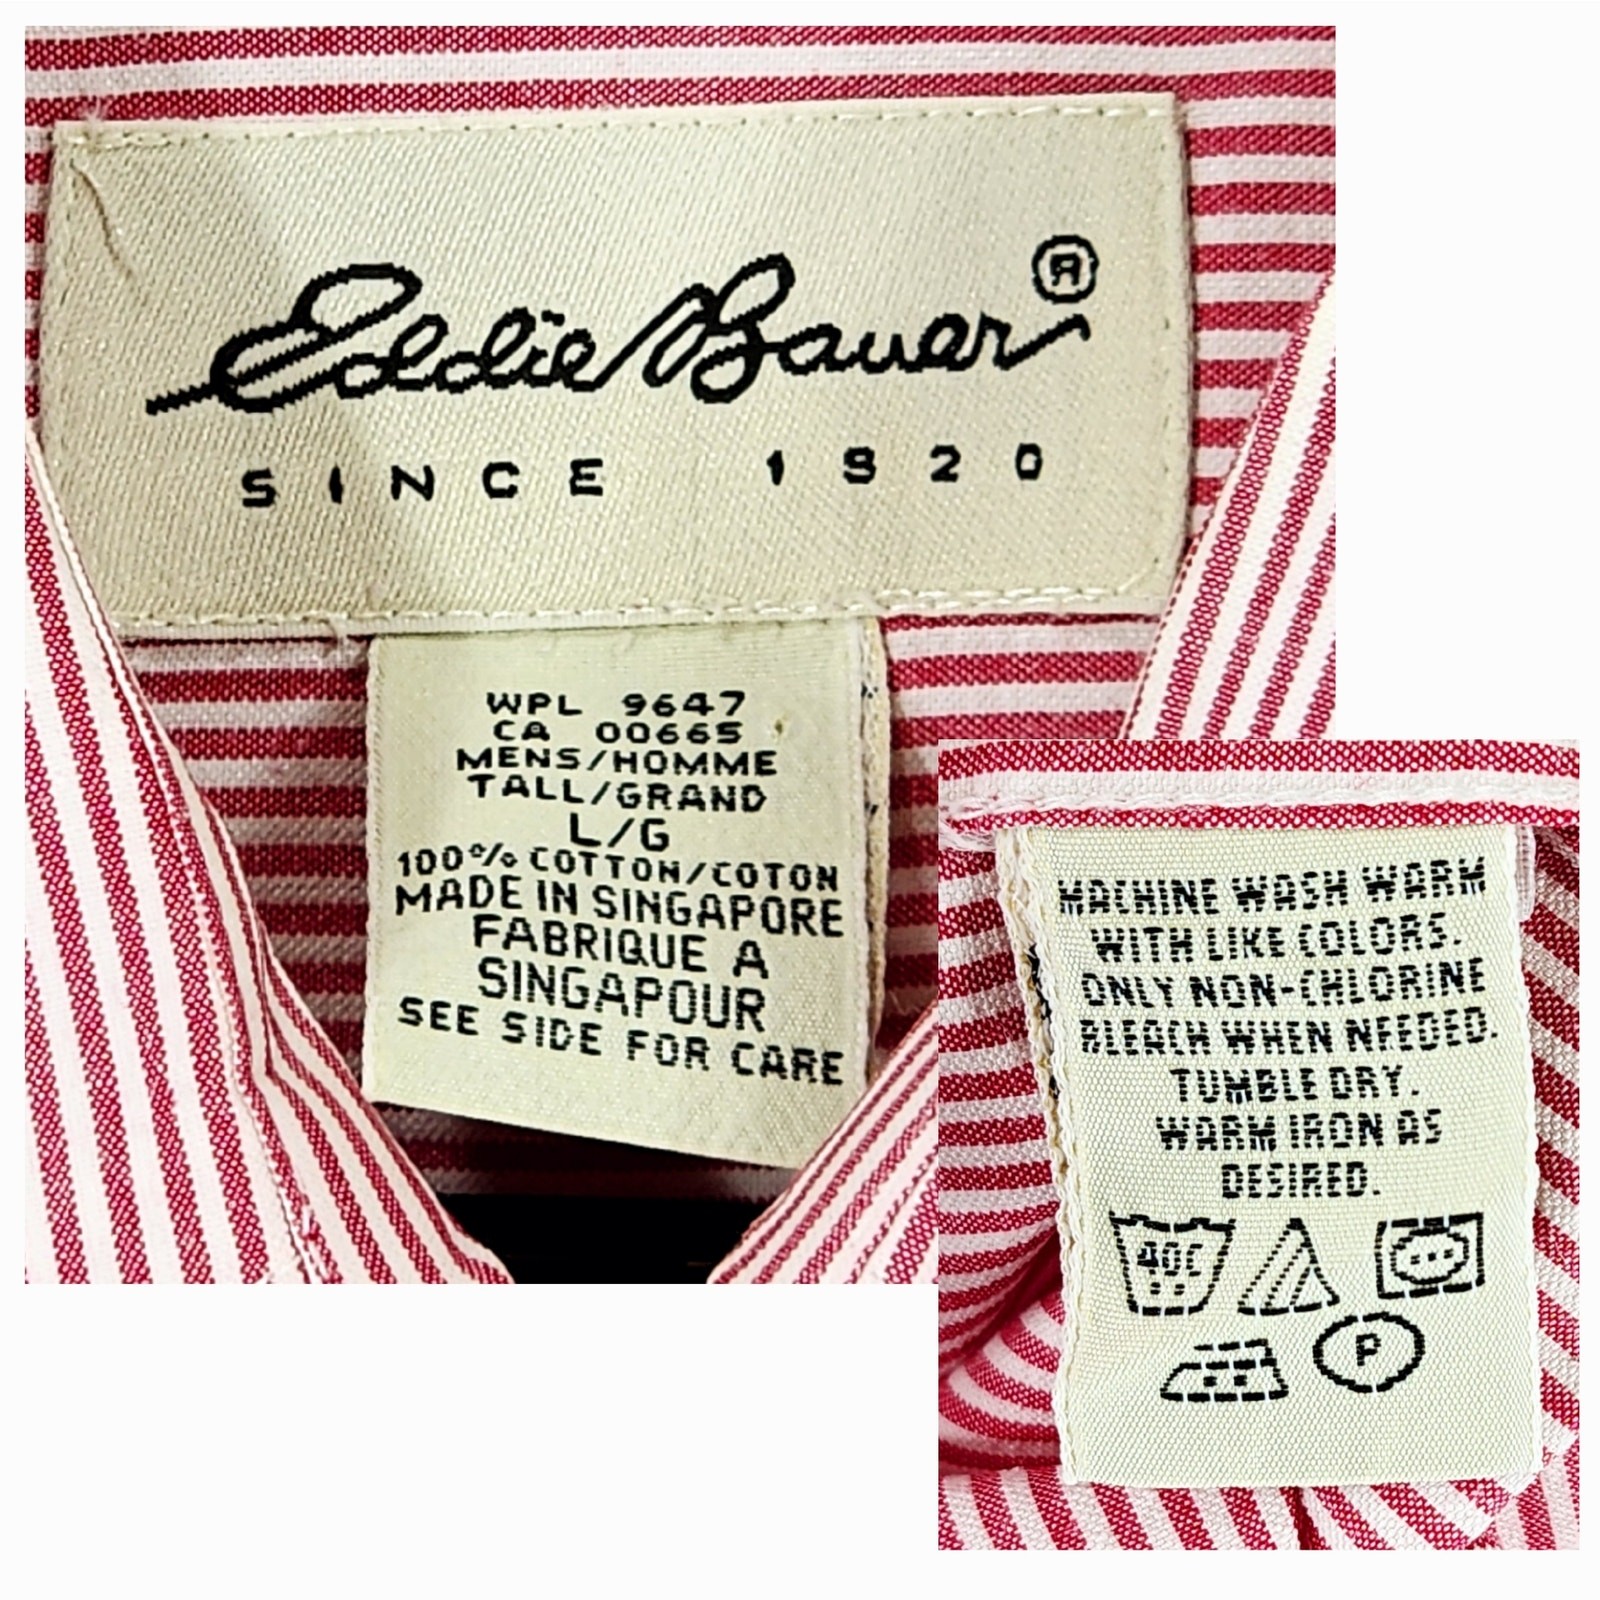 Eddie Bauer®
SINCE 1920
WPL 9647
CA 00665
MENS/HOMME
TALL/GRAND
L/G
100% COTTON/COTON
MADE IN SINGAPORE
FABRIQUE A
SINGAPOUR
SEE SIDE FOR CARE
MACHINE WASH WARM
WITH LIKE COLORS.
ONLY NON-CHLORINE
BLEACH WHEN NEEDED.
TUMBLE DRY.
WARM IRON AS
DESIRED.
40C
P